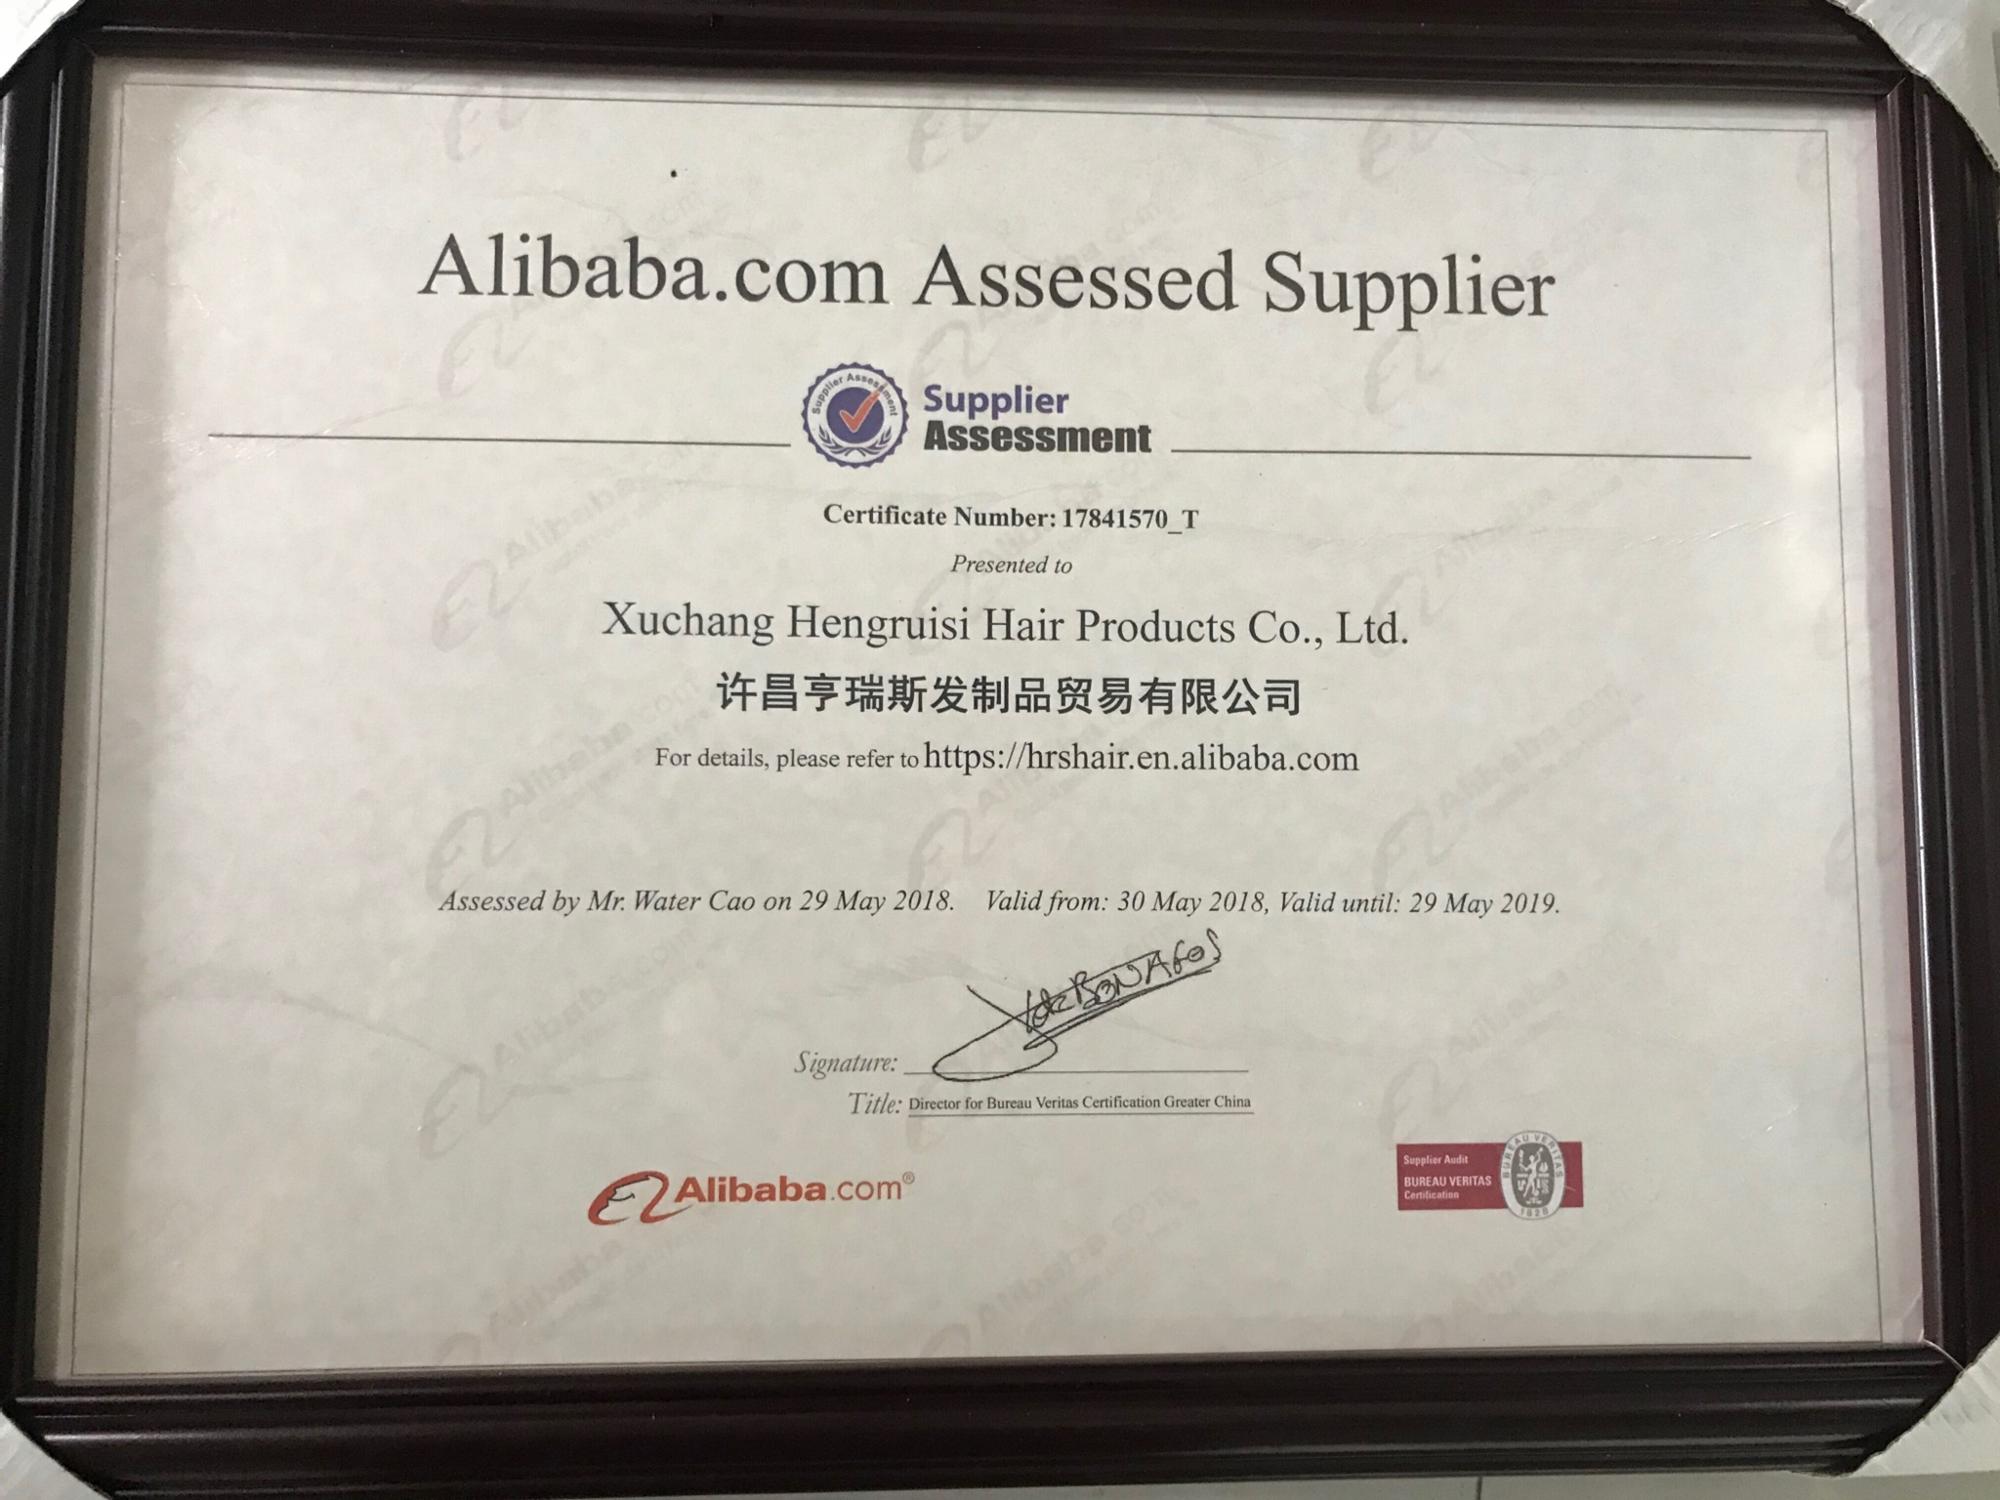 Alibaba.com Assessed Supplier
Supplier Assessment
Supplier
Assessment
Certificate Number: 17841570_T
Presented to
Xuchang Hengruisi Hair Products Co., Ltd.
许昌亨瑞斯发制品贸易有限公司
For details, please refer to https://hrshair.en.alibaba.com
Assessed by Mr. Water Cao on 29 May 2018. Valid from: 30 May 2018, Valid until: 29 May 2019.
Signature:
Title: Director for Bureau Veritas Certification Greater China
Alibaba.com®
Supplier Audit
BUREAU VERITAS
Certification
BUREAU VERITAS
1828